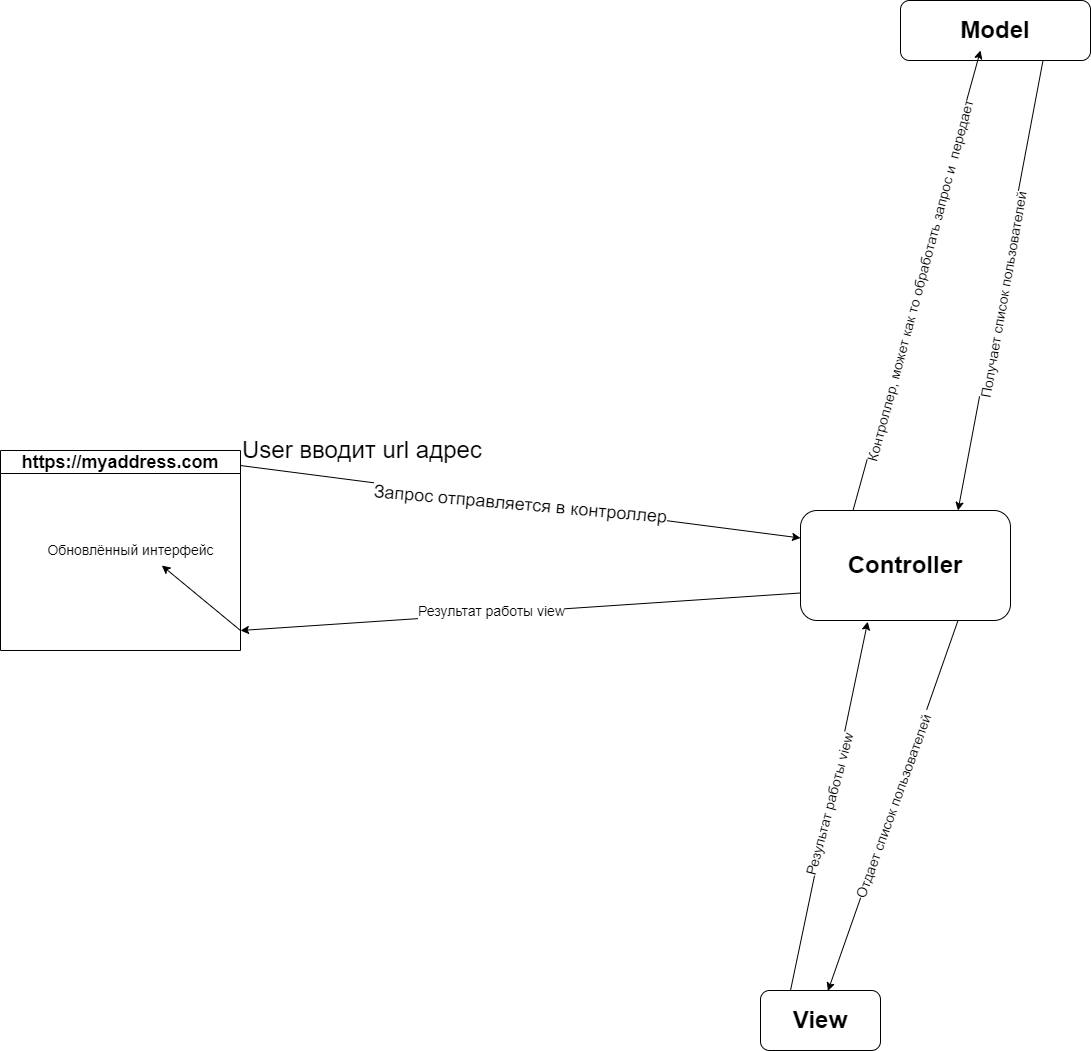 Model
Контроллер, может как то обработать запрос и передает
Получает список пользователей
User вводит url адрес
https://myaddress.com
Запрос отправляется в контроллер
Обновлённый интерфейс
Controller
Результат работы view
Результат работы view
Отдает список пользователей
View